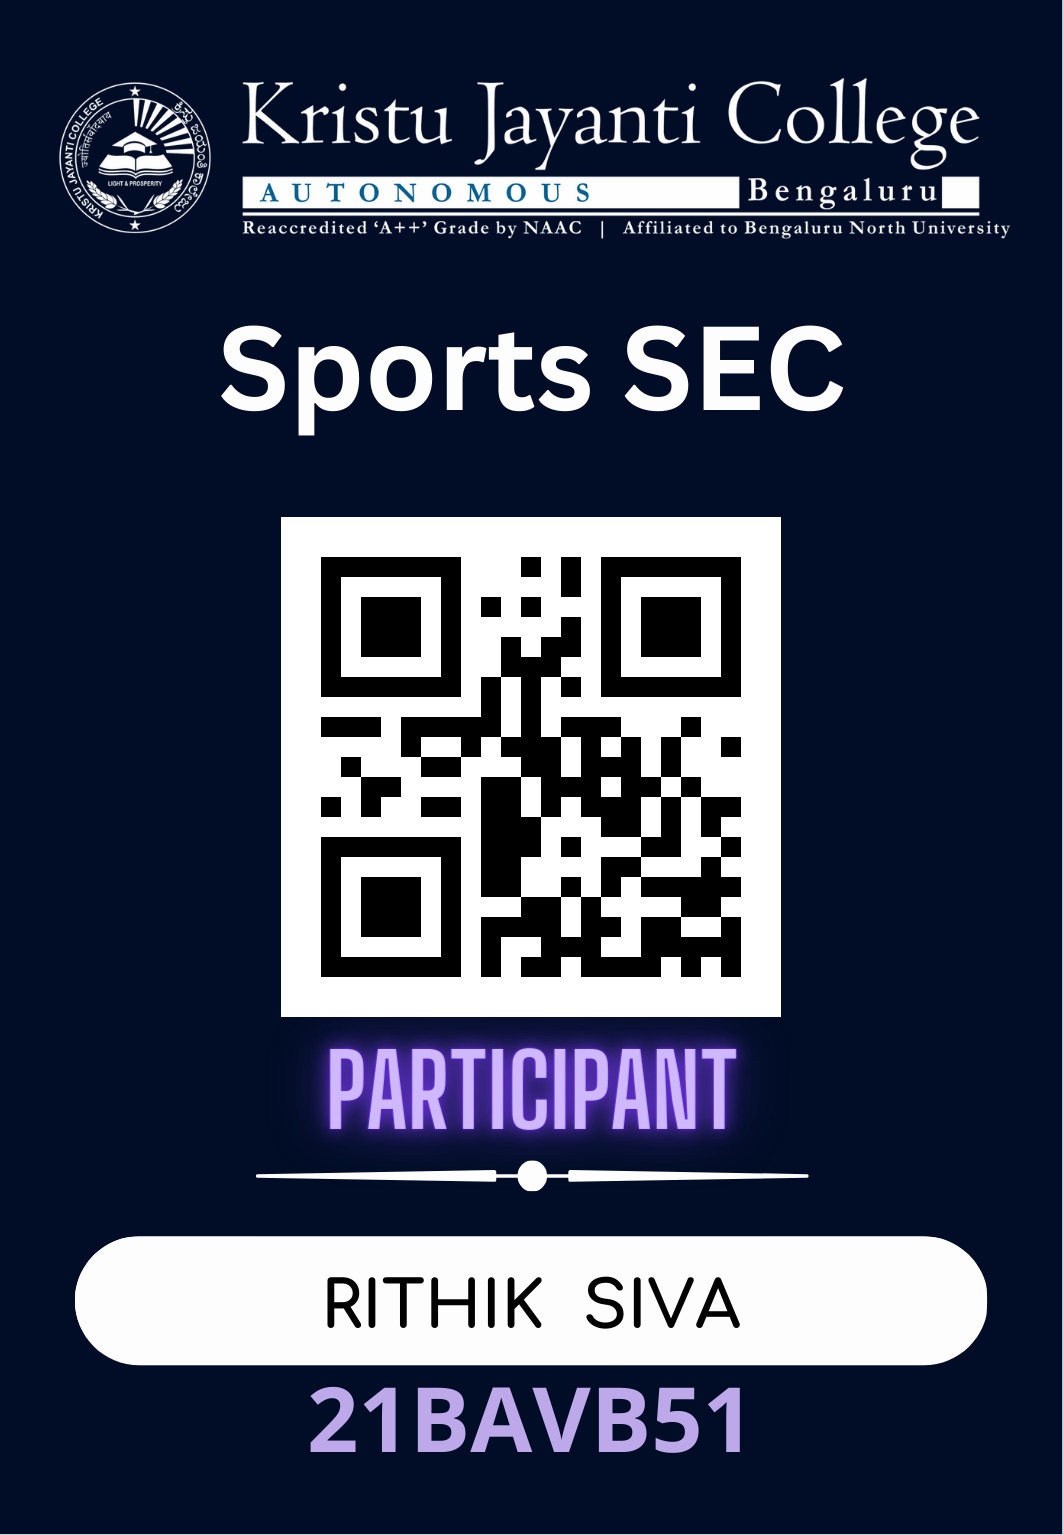 KRISTU JAYANTI COLLEGE
ಕ್ರಿಸ್ತು ಜಯಂತಿ ಕಾಲೇಜು
LIGHT & PROSPERITY
Kristu Jayanti College
AUTONOMOUS Bengaluru
Reaccredited ‘A++’ Grade by NAAC | Affiliated to Bengaluru North University
Sports SEC
PARTICIPANT
RITHIK SIVA
21BAVB51